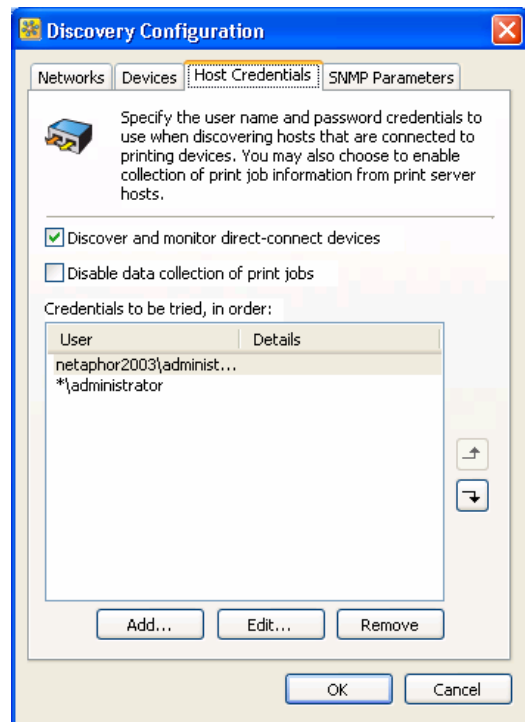 Discovery Configuration
Networks
Devices
Host Credentials
SNMP Parameters
Specify the user name and password credentials to
use when discovering hosts that are connected to
printing devices. You may also choose to enable
collection of print job information from print server
hosts.
Discover and monitor direct-connect devices
Disable data collection of print jobs
Credentials to be tried, in order:
User Details
netaphor2003\administ...
*\administrator
Add... Edit... Remove
OK Cancel